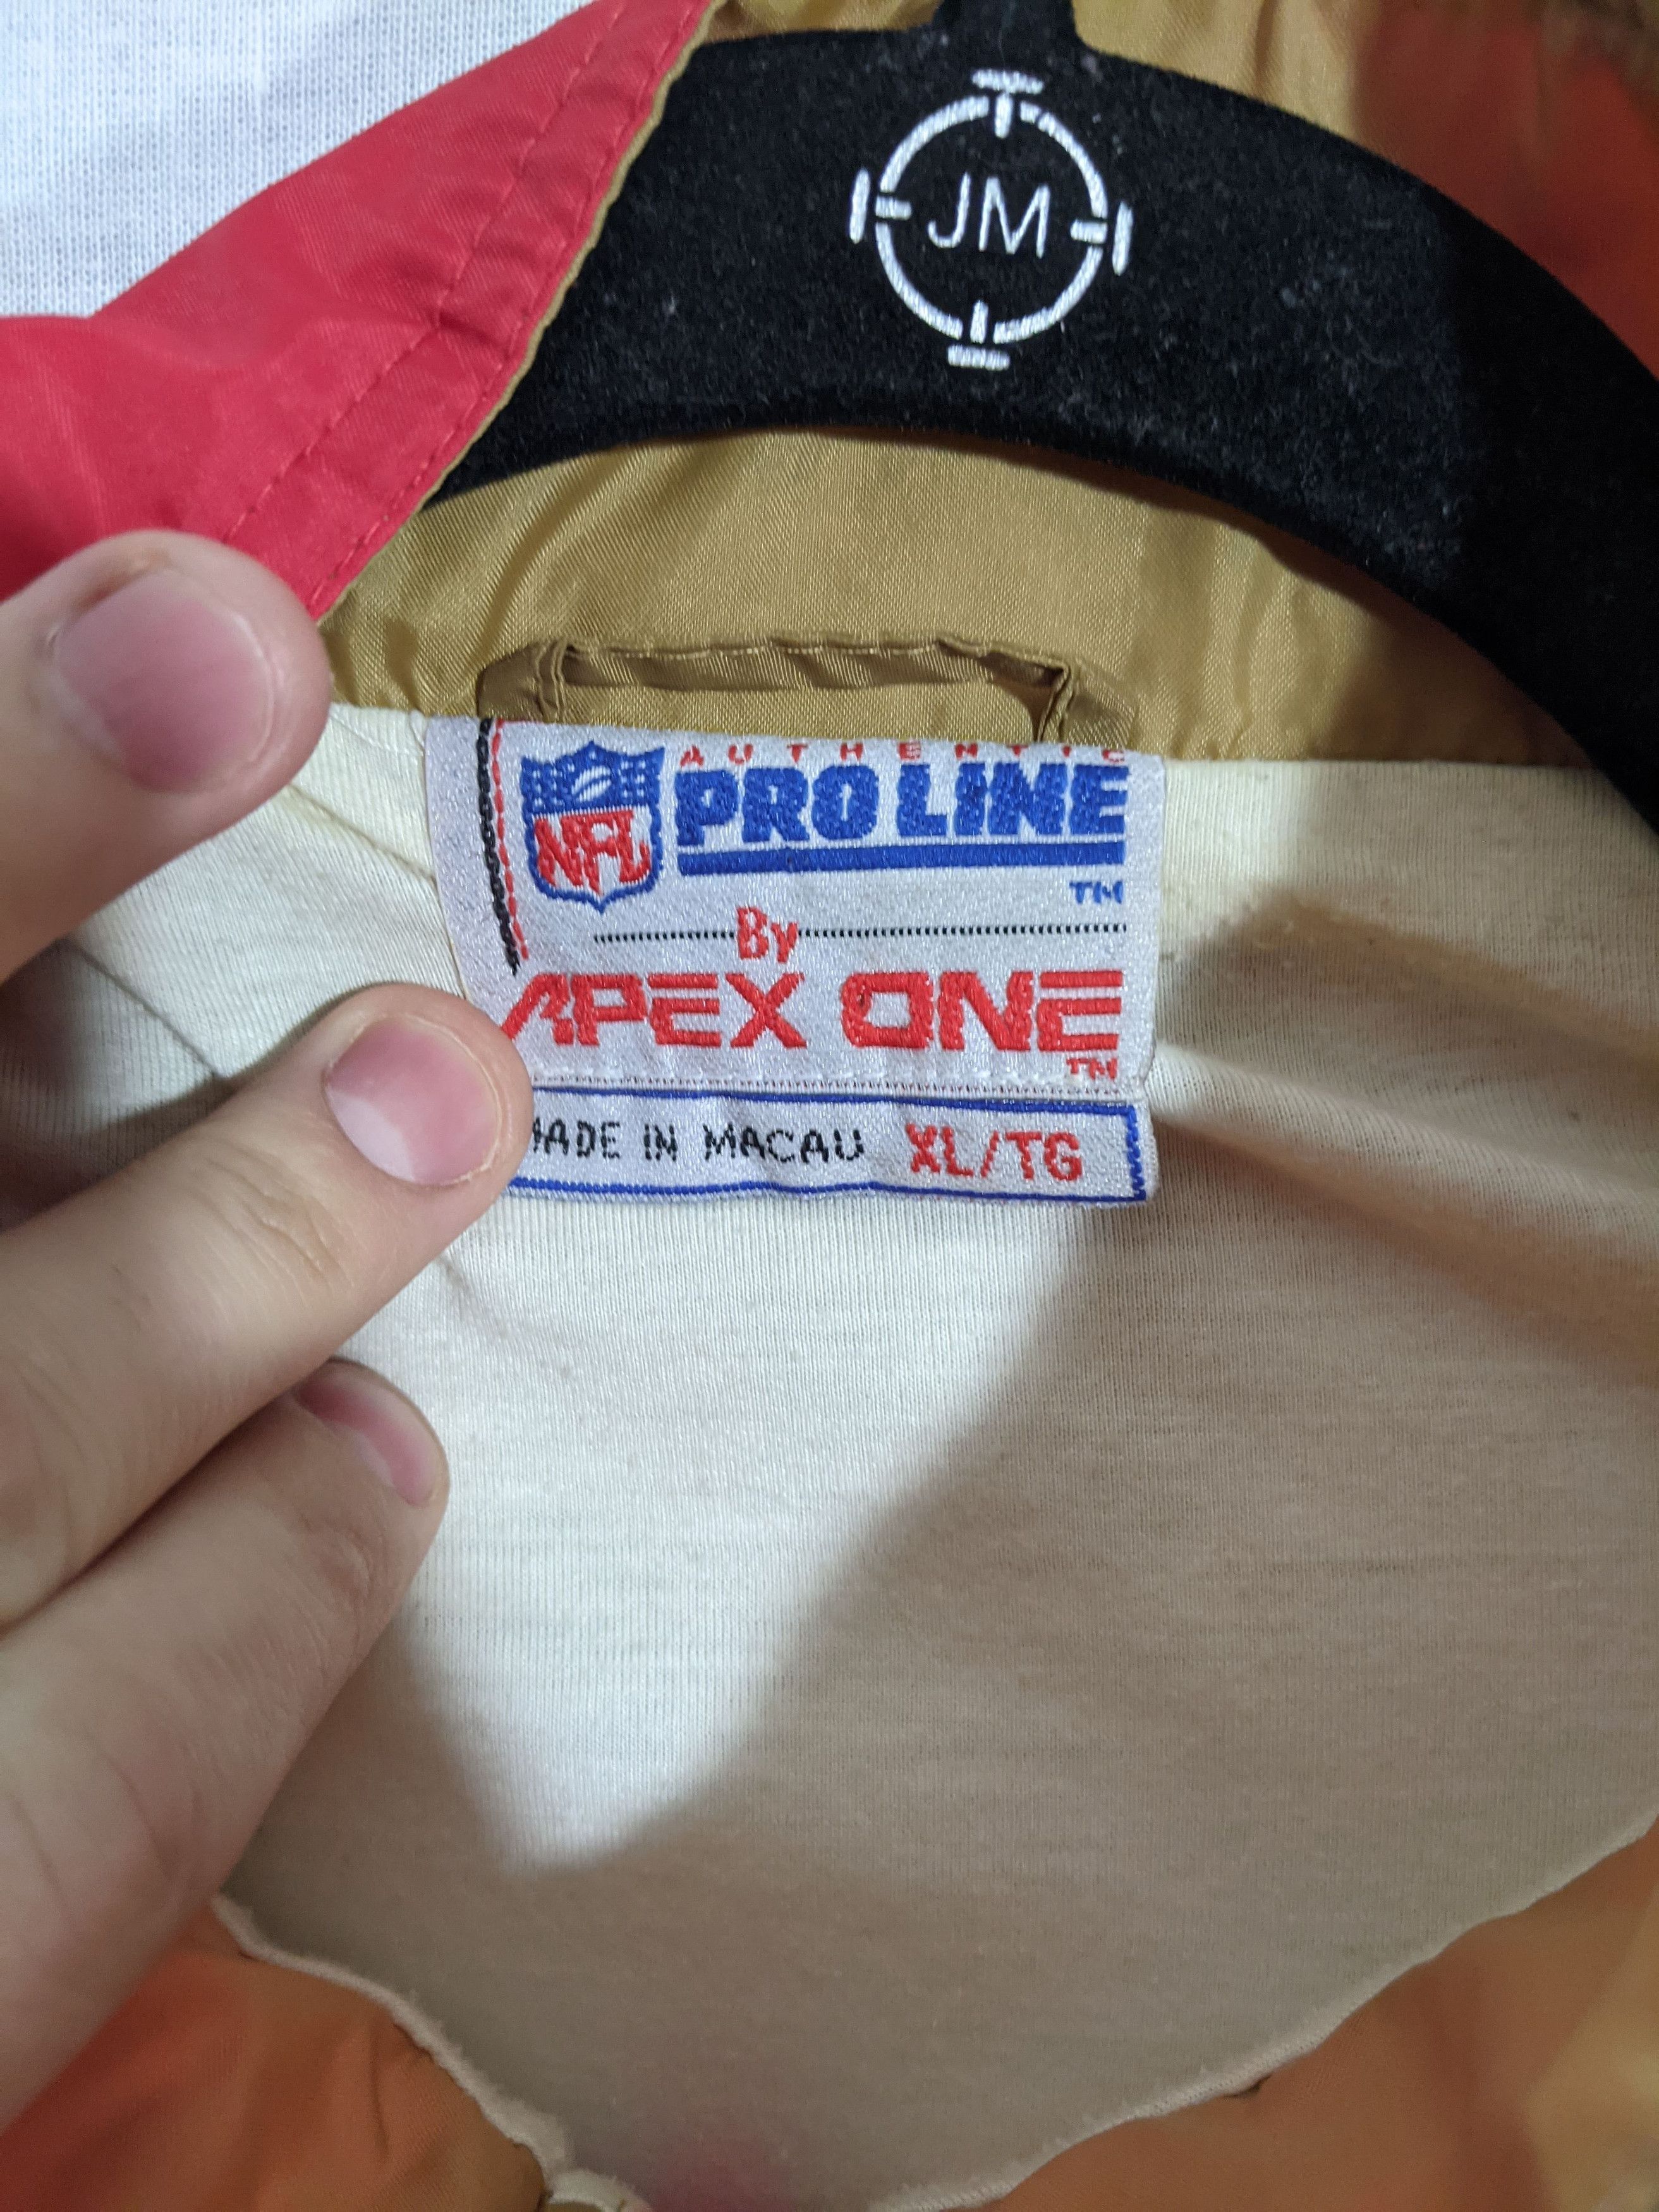 JM
AUTHENTIC
NFL PRO LINE
TM
By
APEX ONE
TM
MADE IN MACAU XL/TG